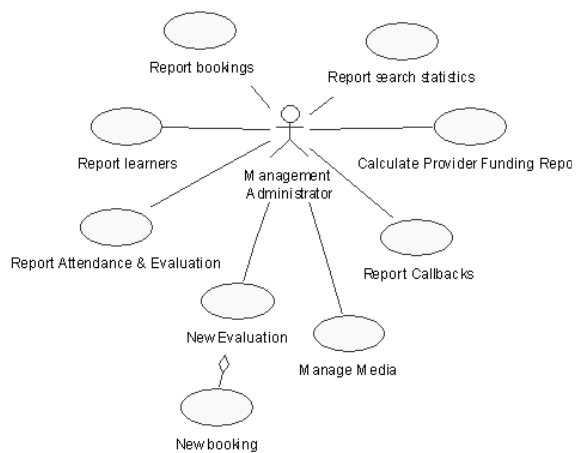 Report bookings
Report search statistics
Report learners
Calculate Provider Funding Repo
Management
Administrator
Report Attendance & Evaluation
Report Callbacks
New Evaluation
Manage Media
New booking